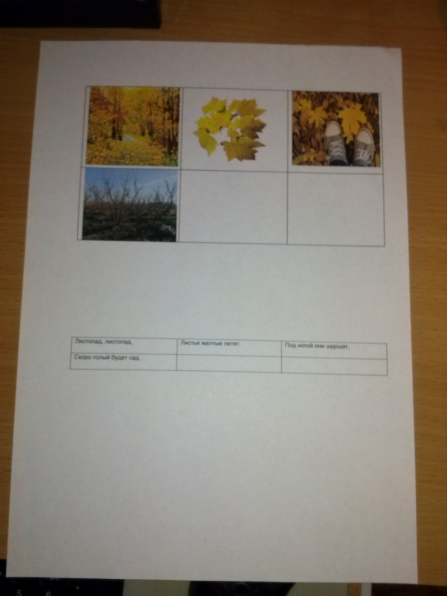 Листопад, листопад,
Листья желтые летят.
Под ногой они шуршат,
Скоро голый будет сад.